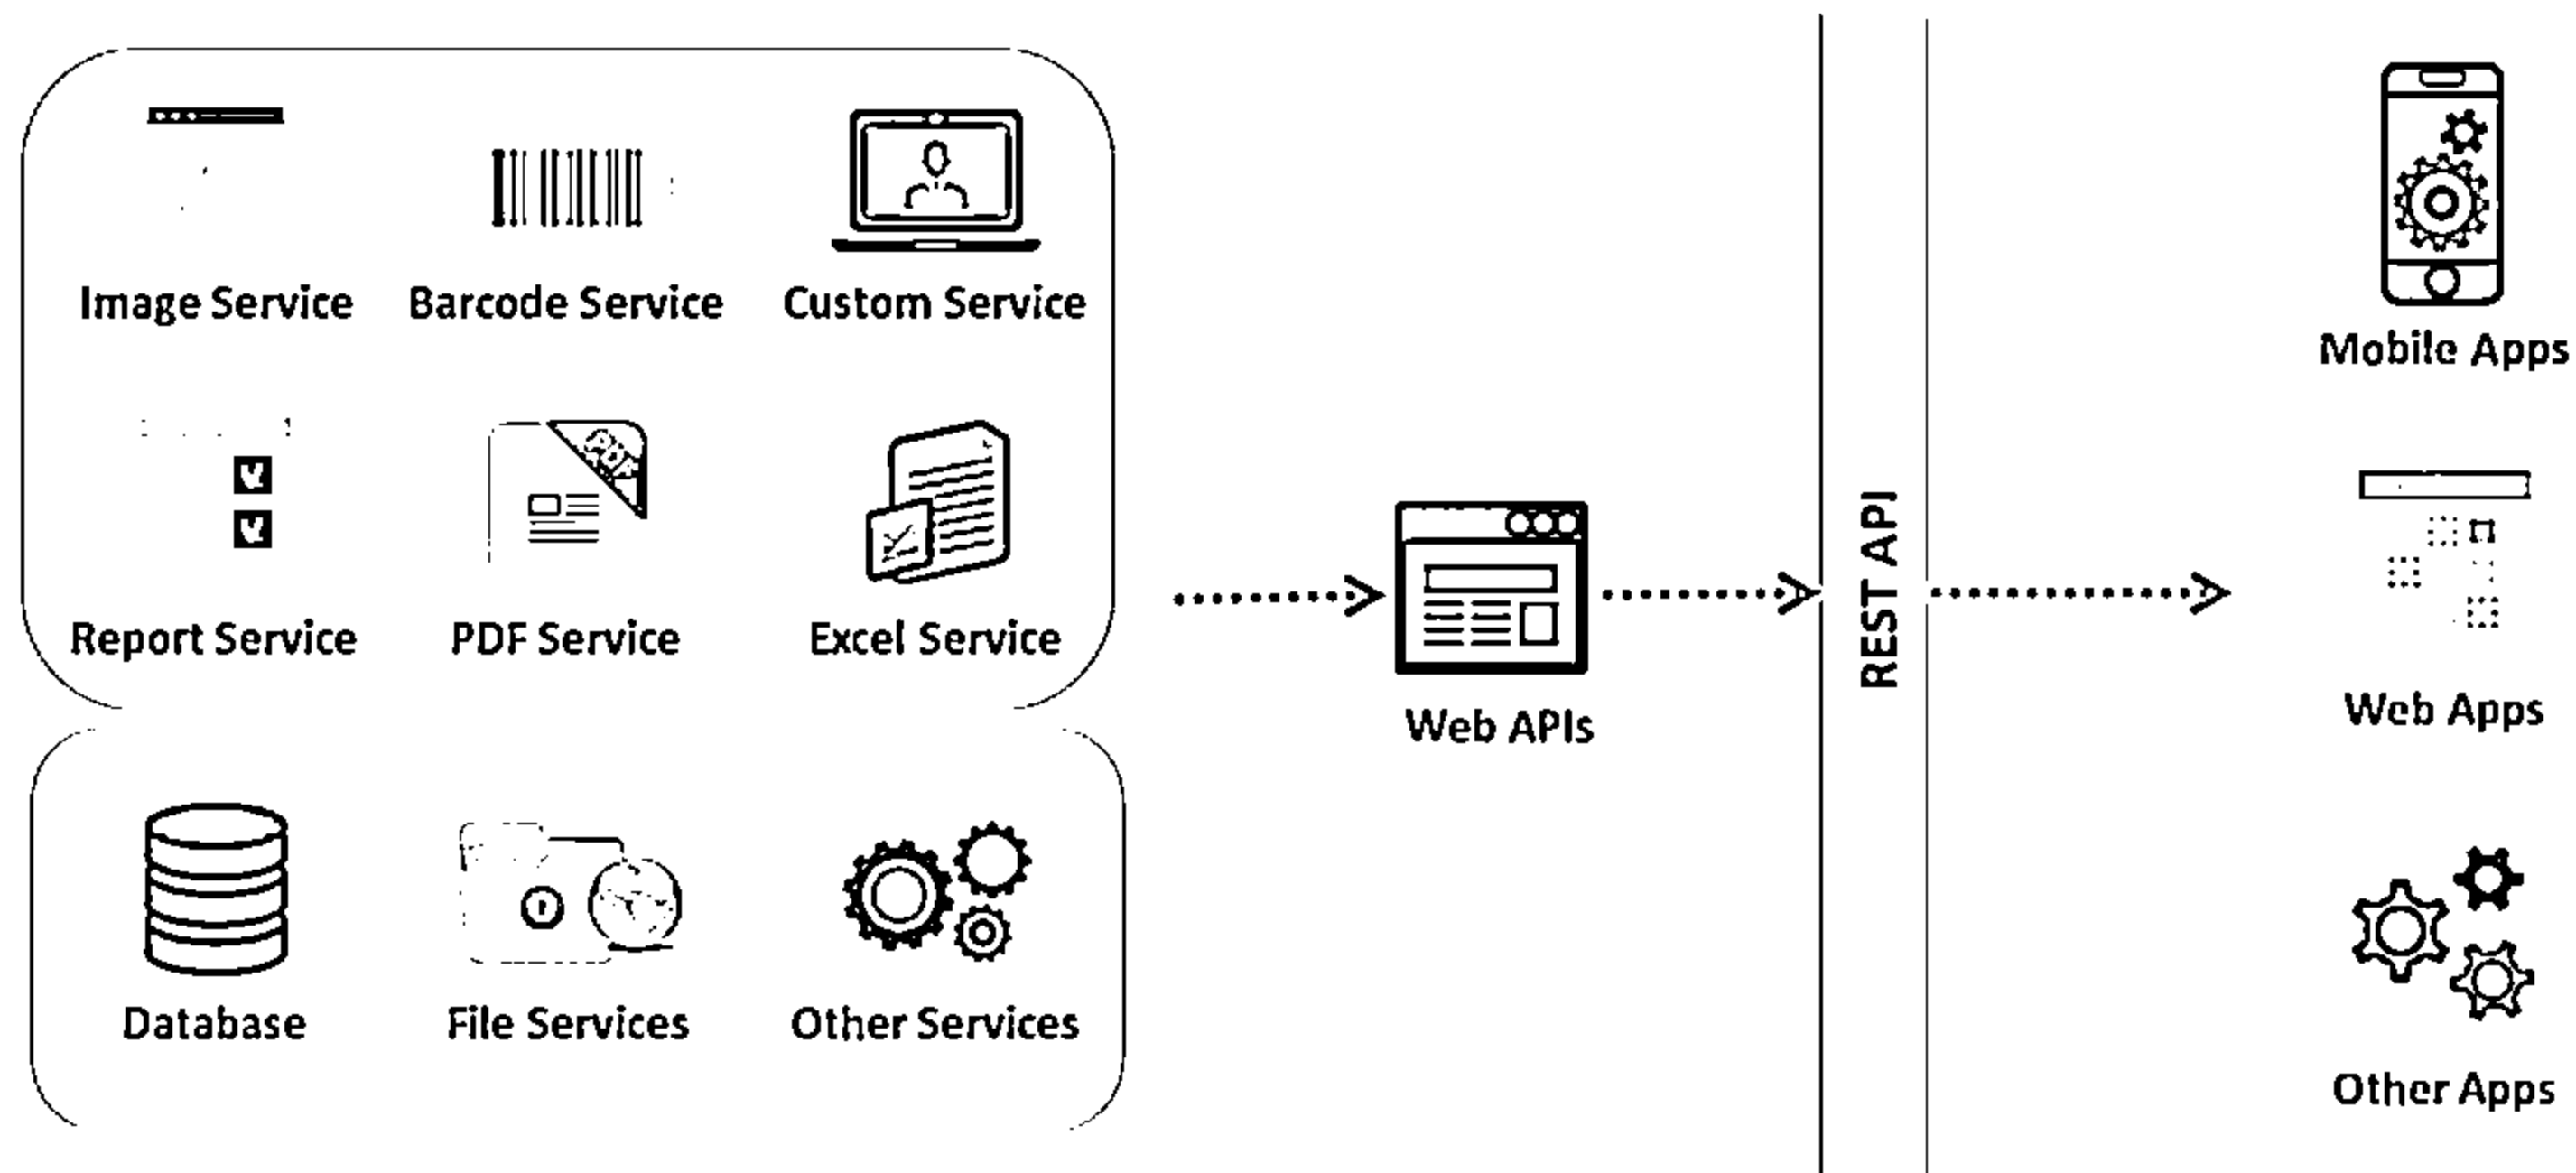 Image Service
Barcode Service
Custom Service
PDF
Report Service
PDF Service
Excel Service
Database
File Services
Other Services
Web APIs
REST API
Mobile Apps
Web Apps
Other Apps